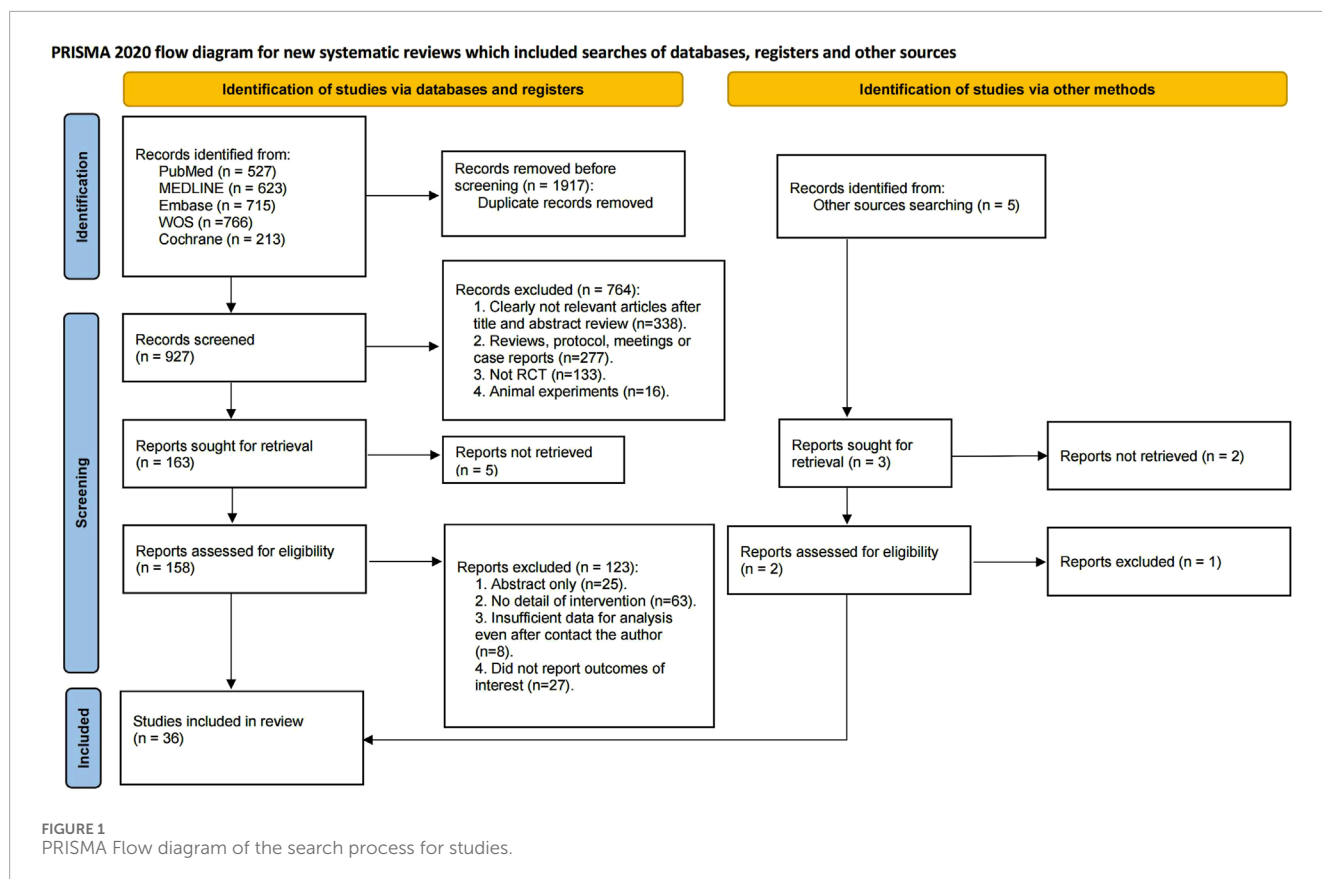 PRISMA 2020 flow diagram for new systematic reviews which included searches of databases, registers and other sources
Identification of studies via databases and registers
Identification of studies via other methods
Identification
Records identified from:
PubMed (n = 527)
MEDLINE (n = 623)
Embase (n = 715)
WOS (n =766)
Cochrane (n = 213)
Records removed before
screening (n = 1917):
Duplicate records removed
Records identified from:
Other sources searching (n = 5)
Screening
Records screened
(n = 927)
Records excluded (n = 764):
1. Clearly not relevant articles after
title and abstract review (n=338).
2. Reviews, protocol, meetings or
case reports (n=277).
3. Not RCT (n=133).
4. Animal experiments (n=16).
Reports sought for retrieval
(n = 163)
Reports not retrieved
(n = 5)
Reports sought for
retrieval (n = 3)
Reports not retrieved (n = 2)
Reports assessed for eligibility
(n = 158)
Reports excluded (n = 123):
1. Abstract only (n=25).
2. No detail of intervention (n=63).
3. Insufficient data for analysis
even after contact the author
(n=8).
4. Did not report outcomes of
interest (n=27).
Reports assessed for eligibility
(n = 2)
Reports excluded (n = 1)
Included
Studies included in review
(n = 36)
FIGURE 1
PRISMA Flow diagram of the search process for studies.